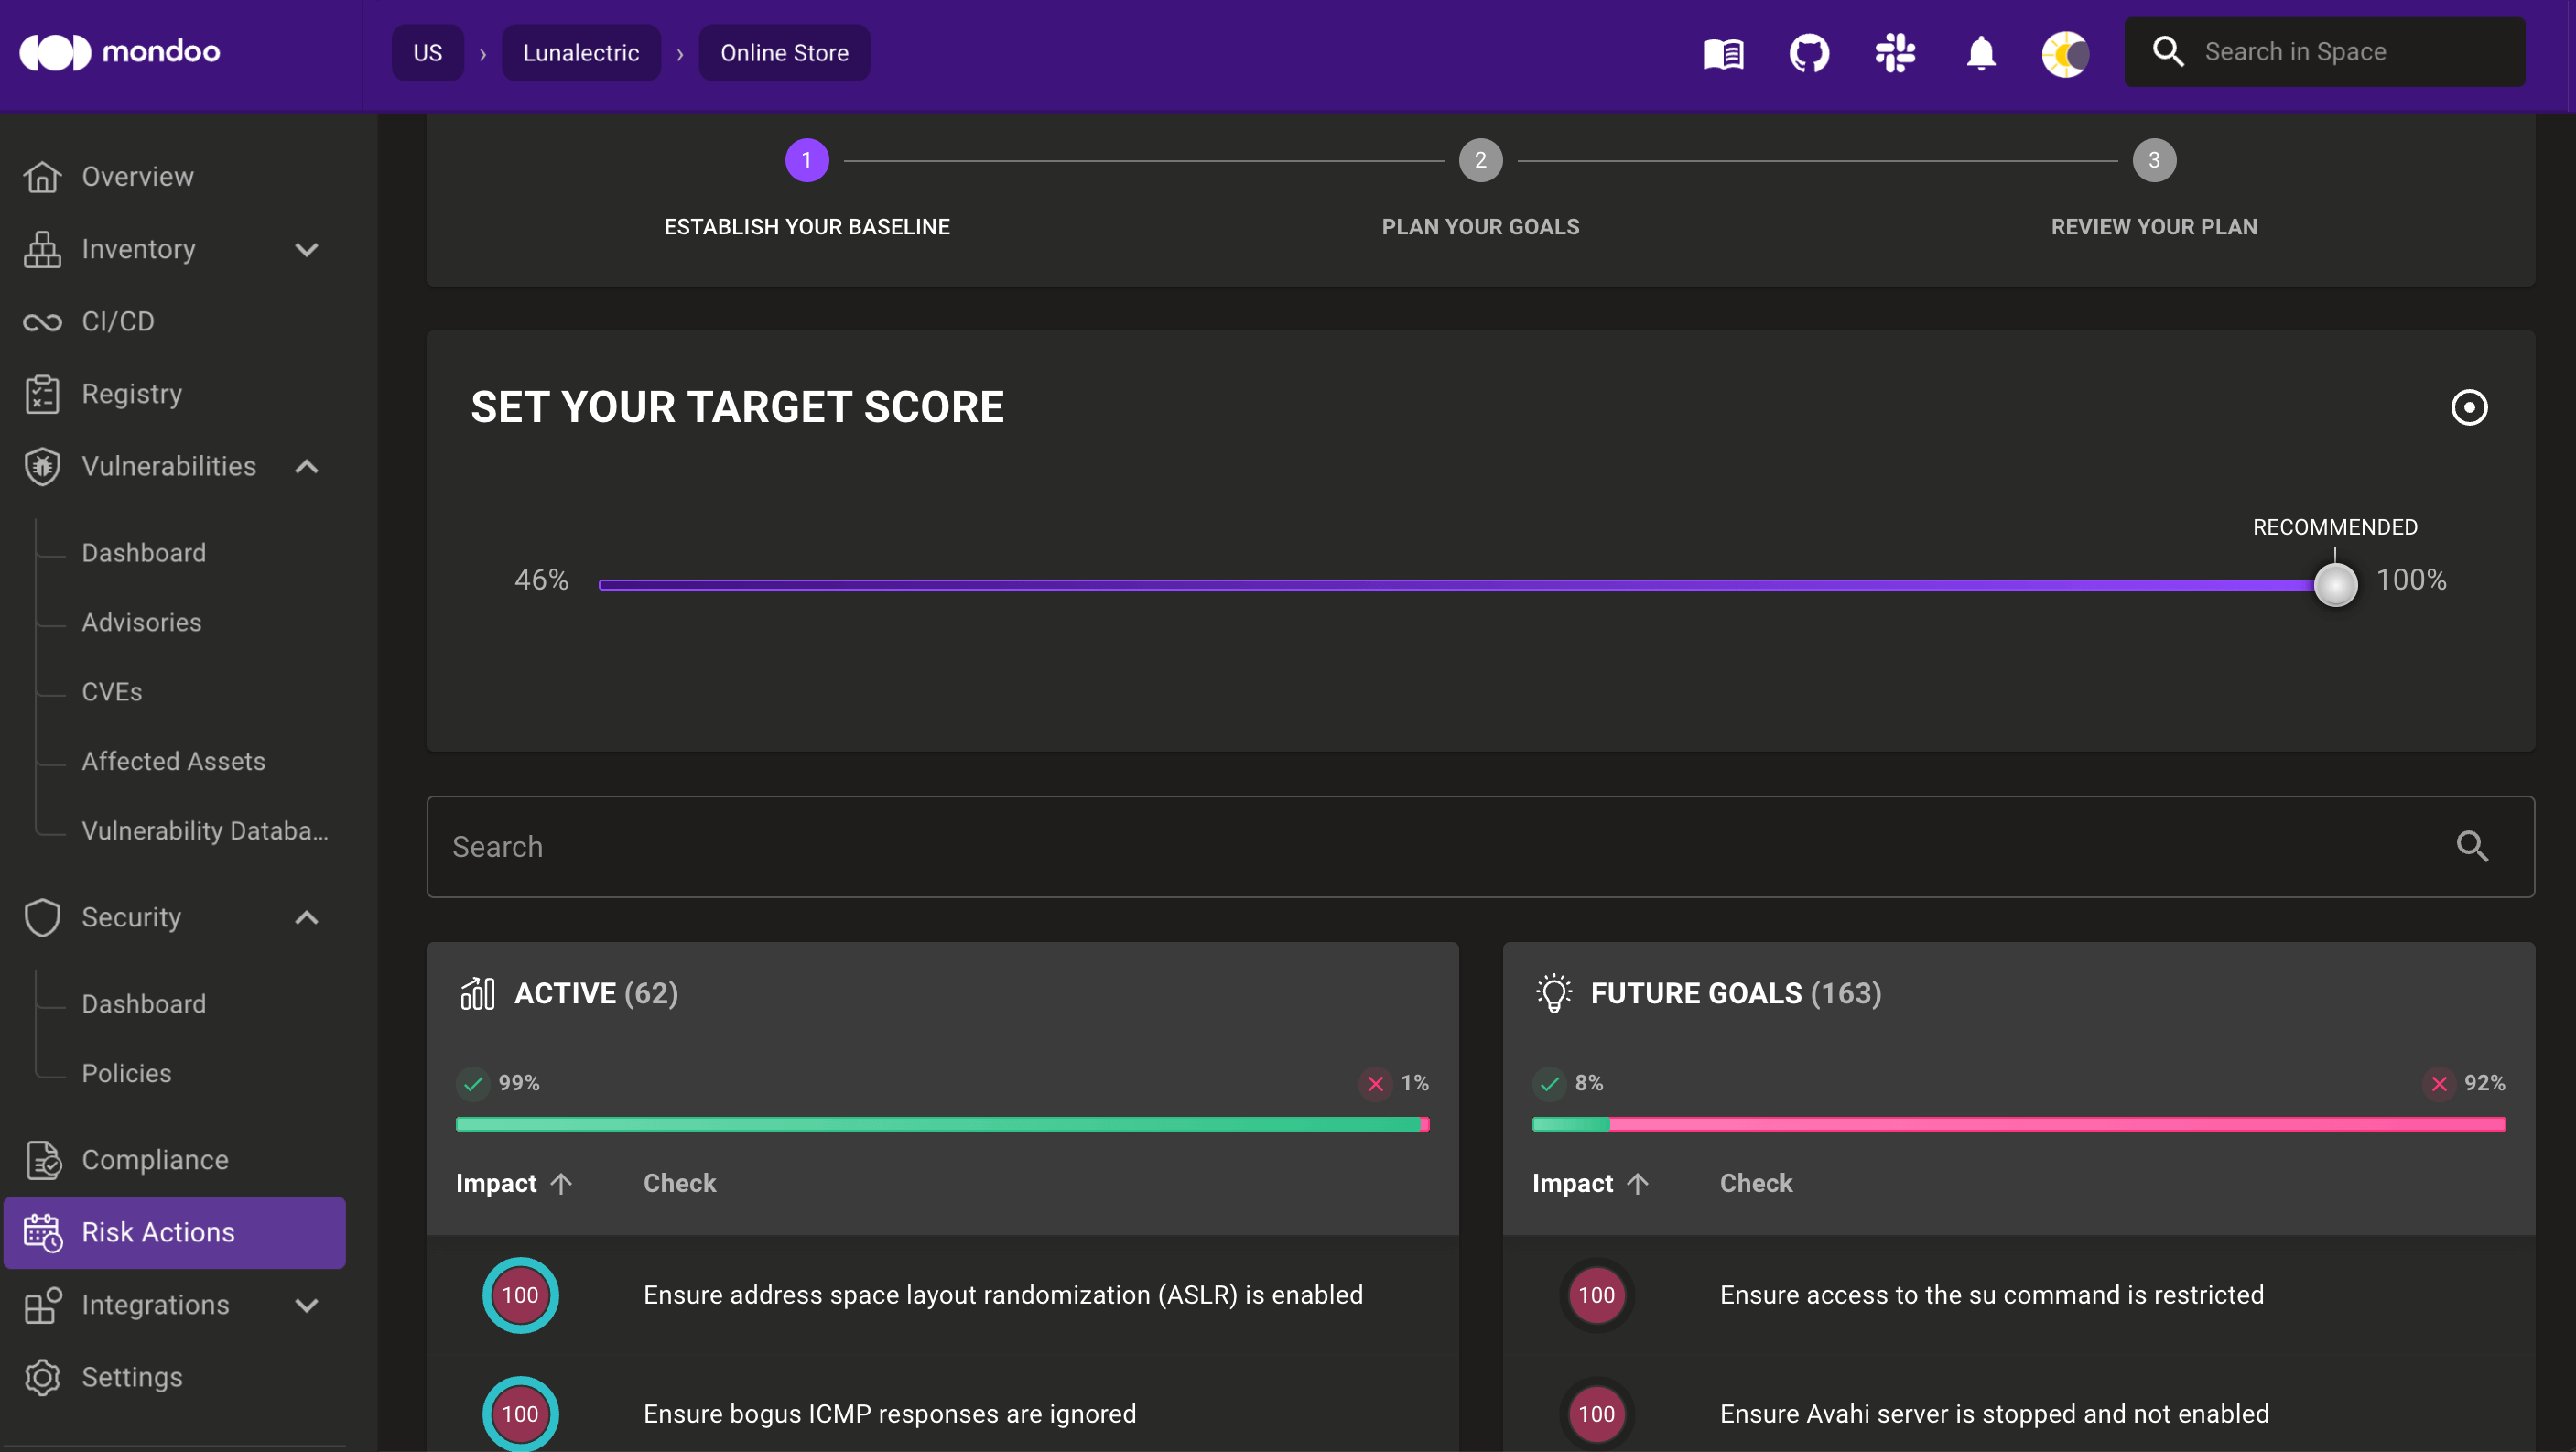 mondoo
US › Lunalectric › Online Store
Search in Space
Overview
Inventory
CI/CD
Registry
Vulnerabilities
Dashboard
Advisories
CVEs
Affected Assets
Vulnerability Databa...
Security
Dashboard
Policies
Compliance
Risk Actions
Integrations
Settings
1
2
3
ESTABLISH YOUR BASELINE
PLAN YOUR GOALS
REVIEW YOUR PLAN
SET YOUR TARGET SCORE
RECOMMENDED
46%
100%
Search
ACTIVE (62)
99%
1%
Impact
Check
100 Ensure address space layout randomization (ASLR) is enabled
100 Ensure bogus ICMP responses are ignored
FUTURE GOALS (163)
8%
92%
Impact
Check
100 Ensure access to the su command is restricted
100 Ensure Avahi server is stopped and not enabled